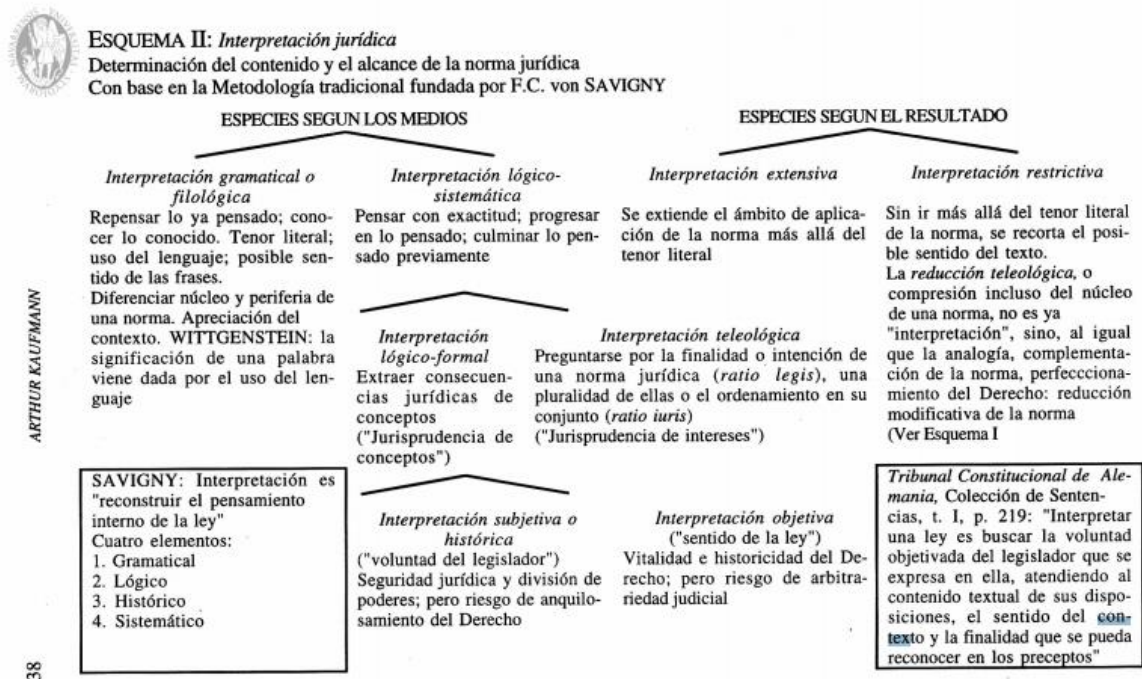 ESQUEMA II: Interpretación jurídica
Determinación del contenido y el alcance de la norma jurídica
Con base en la Metodología tradicional fundada por F.C. von SAVIGNY
ESPECIES SEGUN LOS MEDIOS
Interpretación gramatical o
filológica
Repensar lo ya pensado; cono-
cer lo conocido. Tenor literal;
uso del lenguaje; posible sen-
tido de las frases.
Diferenciar núcleo y periferia de
una norma. Apreciación del
contexto. WITTGENSTEIN: la
significación de una palabra
viene dada por el uso del len-
guaje
Interpretación lógico-
sistemática
Pensar con exactitud; progresar
en lo pensado; culminar lo pen-
sado previamente
Interpretación
lógico-formal
Extraer consecuen-
cias jurídicas de
conceptos
("Jurisprudencia de
conceptos")
Interpretación teleológica
Preguntarse por la finalidad o intención de
una norma jurídica (ratio legis), una
pluralidad de ellas o el ordenamiento en su
conjunto (ratio iuris)
("Jurisprudencia de intereses")
Interpretación subjetiva o
histórica
("voluntad del legislador")
Seguridad jurídica y división de
poderes; pero riesgo de anquilo-
samiento del Derecho
Interpretación objetiva
("sentido de la ley")
Vitalidad e historicidad del De-
recho; pero riesgo de arbitra-
riedad judicial
SAVIGNY: Interpretación es
"reconstruir el pensamiento
interno de la ley"
Cuatro elementos:
1. Gramatical
2. Lógico
3. Histórico
4. Sistemático
ESPECIES SEGUN EL RESULTADO
Interpretación extensiva
Se extiende el ámbito de aplica-
ción de la norma más allá del
tenor literal
Interpretación restrictiva
Sin ir más allá del tenor literal
de la norma, se recorta el posi-
ble sentido del texto.
La reducción teleológica, o
compresión incluso del núcleo
de una norma, no es ya
"interpretación", sino, al igual
que la analogía, complementa-
ción de la norma, perfecccciona-
miento del Derecho: reducción
modificativa de la norma
(Ver Esquema I
Tribunal Constitucional de Ale-
mania, Colección de Senten-
cias, t. I, p. 219: "Interpretar
una ley es buscar la voluntad
objetivada del legislador que se
expresa en ella, atendiendo al
contenido textual de sus dispo-
siciones, el sentido del con-
texto y la finalidad que se pueda
reconocer en los preceptos"
ARTHUR KAUFMANN
38